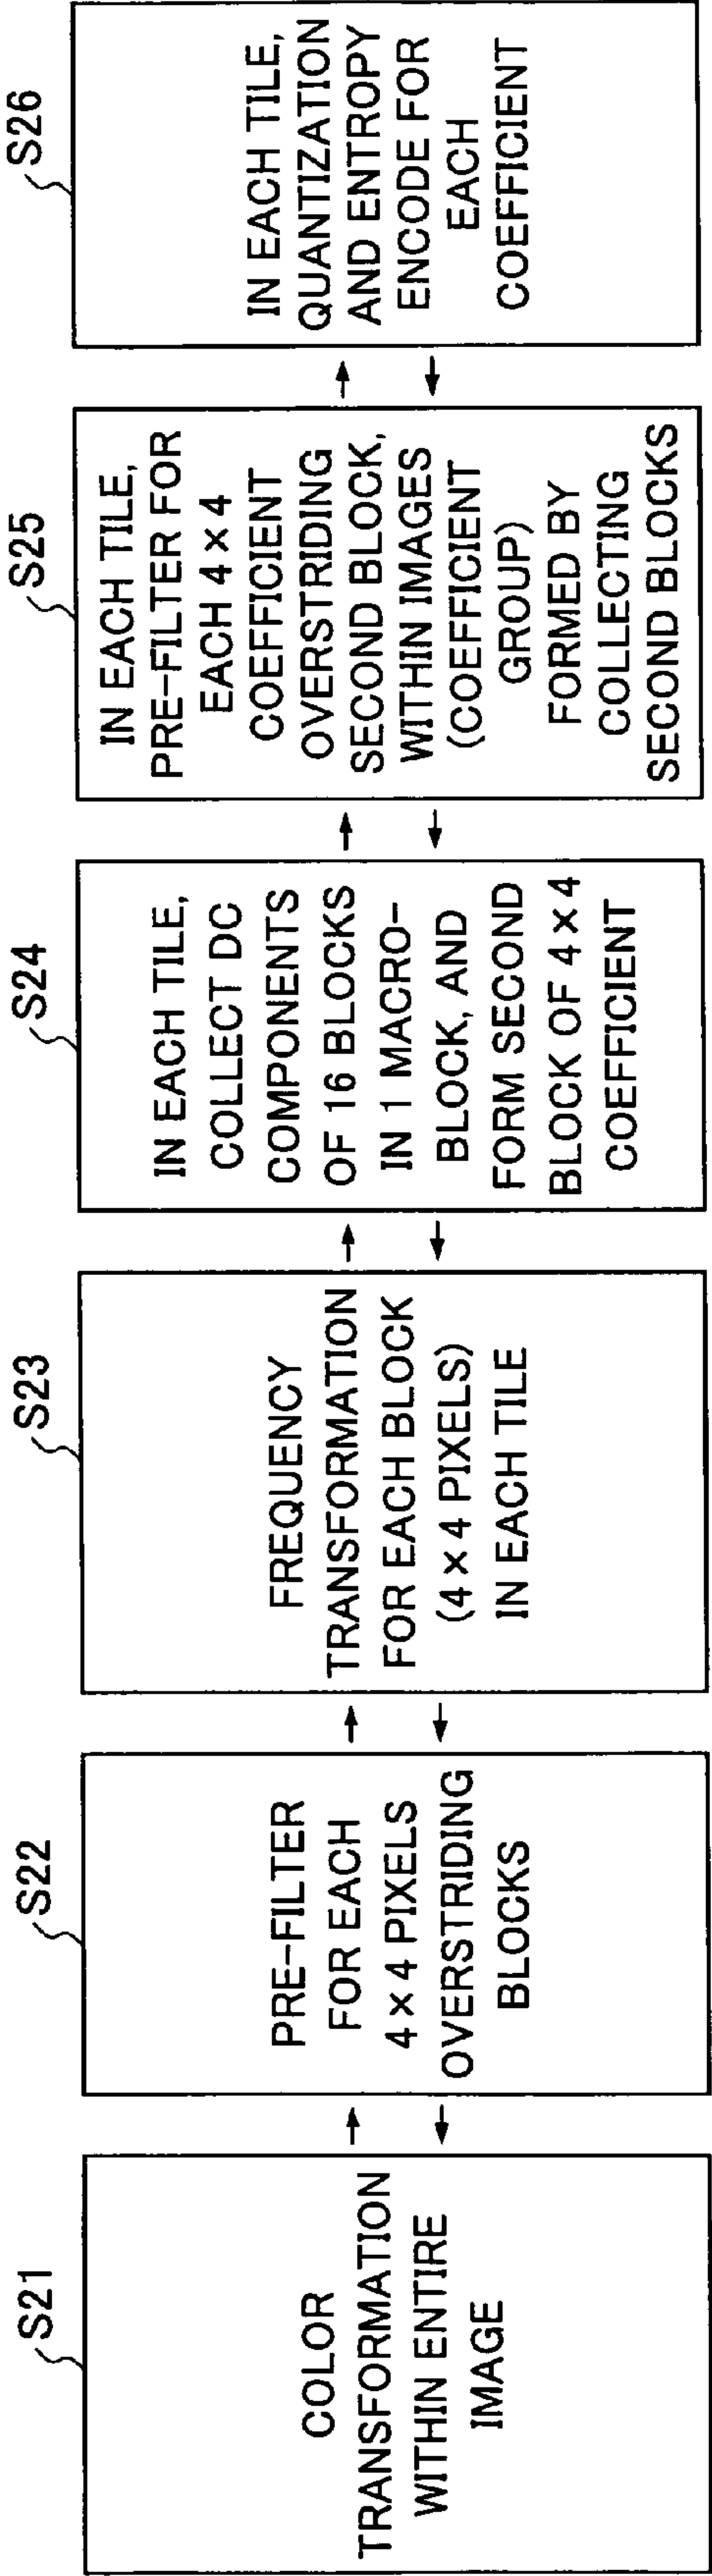 S21
COLOR
TRANSFORMATION
WITHIN ENTIRE
IMAGE
S22
PRE-FILTER
FOR EACH
4 × 4 PIXELS
OVERSTRIDING
BLOCKS
S23
FREQUENCY
TRANSFORMATION
FOR EACH BLOCK
(4 × 4 PIXELS)
IN EACH TILE
S24
IN EACH TILE,
COLLECT DC
COMPONENTS
OF 16 BLOCKS
IN 1 MACRO-
BLOCK, AND
FORM SECOND
BLOCK OF 4 × 4
COEFFICIENT
S25
IN EACH TILE,
PRE-FILTER FOR
EACH 4 × 4
COEFFICIENT
OVERSTRIDING
SECOND BLOCK,
WITHIN IMAGES
(COEFFICIENT
GROUP)
FORMED BY
COLLECTING
SECOND BLOCKS
S26
IN EACH TILE,
QUANTIZATION
AND ENTROPY
ENCODE FOR
EACH
COEFFICIENT